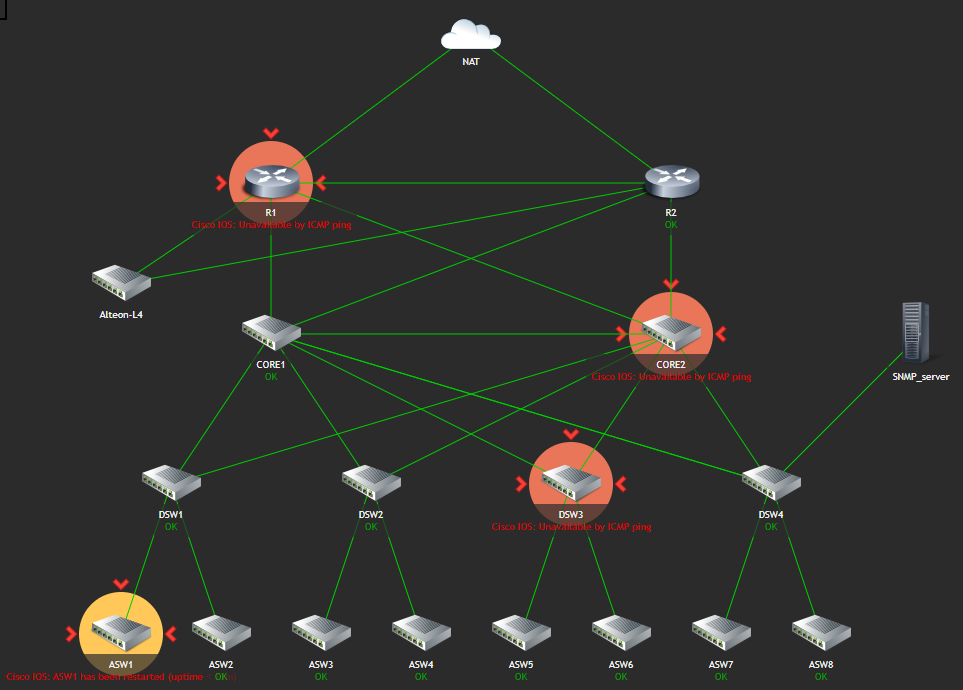 NAT
R1
Cisco IOS: Unavailable by ICMP ping
R2
OK
Alteon-L4
CORE1
OK
CORE2
Cisco IOS: Unavailable by ICMP ping
SNMP_server
DSW1
OK
DSW2
OK
DSW3
Cisco IOS: Unavailable by ICMP ping
DSW4
OK
ASW1
Cisco IOS: ASW1 has been restarted (uptime
ASW2
OK
ASW3
OK
ASW4
OK
ASW5
OK
ASW6
OK
ASW7
OK
ASW8
OK